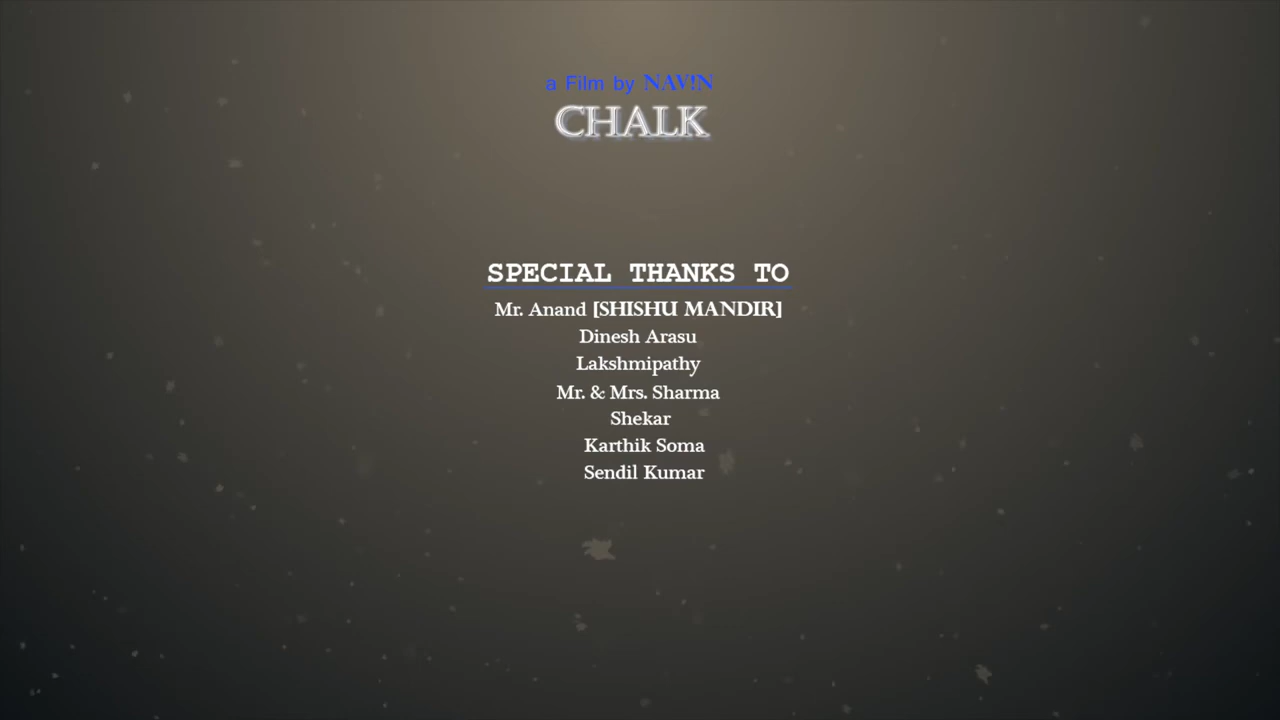 a Film by NAV!N
CHALK
SPECIAL THANKS TO
Mr. Anand [SHISHU MANDIR]
Dinesh Arasu
Lakshmipathy
Mr. & Mrs. Sharma
Shekar
Karthik Soma
Sendil Kumar